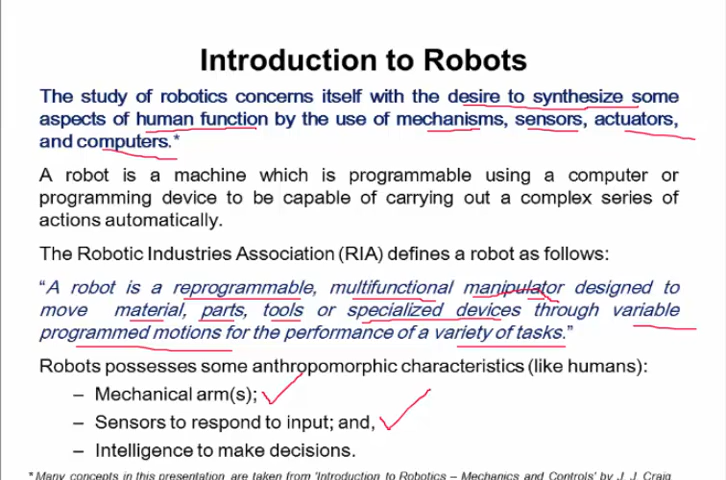 Introduction to Robots
The study of robotics concerns itself with the desire to synthesize some
aspects of human function by the use of mechanisms, sensors, actuators,
and computers.*
A robot is a machine which is programmable using a computer or
programming device to be capable of carrying out a complex series of
actions automatically.
The Robotic Industries Association (RIA) defines a robot as follows:
"A robot is a reprogrammable, multifunctional manipulator designed to
move material, parts, tools or specialized devices through variable
programmed motions for the performance of a variety of tasks."
Robots possesses some anthropomorphic characteristics (like humans):
– Mechanical arm(s);
– Sensors to respond to input; and,
– Intelligence to make decisions.
*Many concepts in this presentation are taken from 'Introduction to Robotics – Mechanics and Controls' by J. J. Craig